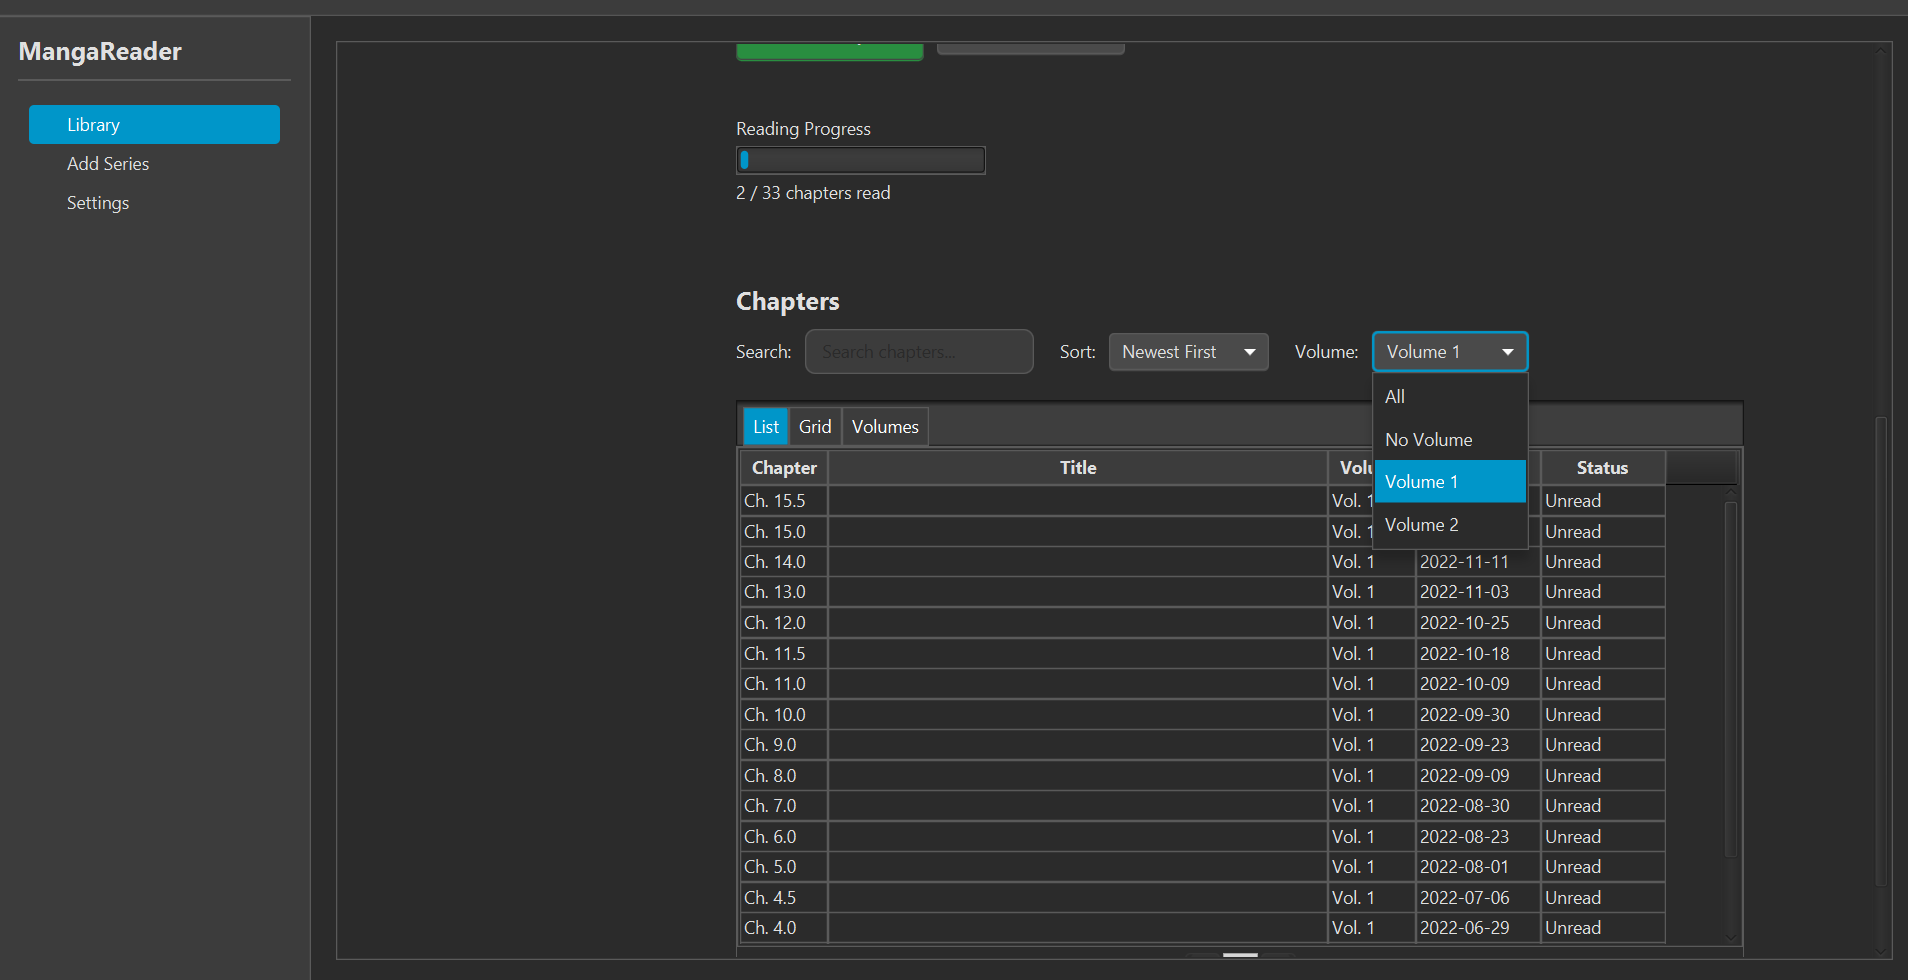 MangaReader
Library
Add Series
Settings
Reading Progress
2 / 33 chapters read
Chapters
Search: Search chapters... Sort: Newest First Volume: Volume 1
All
No Volume
Volume 1
Volume 2
List Grid Volumes
Chapter Title Status
Ch. 15.5 Vol. 1 Unread
Ch. 15.0 Vol. 1 Unread
Ch. 14.0 Vol. 1 2022-11-11 Unread
Ch. 13.0 Vol. 1 2022-11-03 Unread
Ch. 12.0 Vol. 1 2022-10-25 Unread
Ch. 11.5 Vol. 1 2022-10-18 Unread
Ch. 11.0 Vol. 1 2022-10-09 Unread
Ch. 10.0 Vol. 1 2022-09-30 Unread
Ch. 9.0 Vol. 1 2022-09-23 Unread
Ch. 8.0 Vol. 1 2022-09-09 Unread
Ch. 7.0 Vol. 1 2022-08-30 Unread
Ch. 6.0 Vol. 1 2022-08-23 Unread
Ch. 5.0 Vol. 1 2022-08-01 Unread
Ch. 4.5 Vol. 1 2022-07-06 Unread
Ch. 4.0 Vol. 1 2022-06-29 Unread